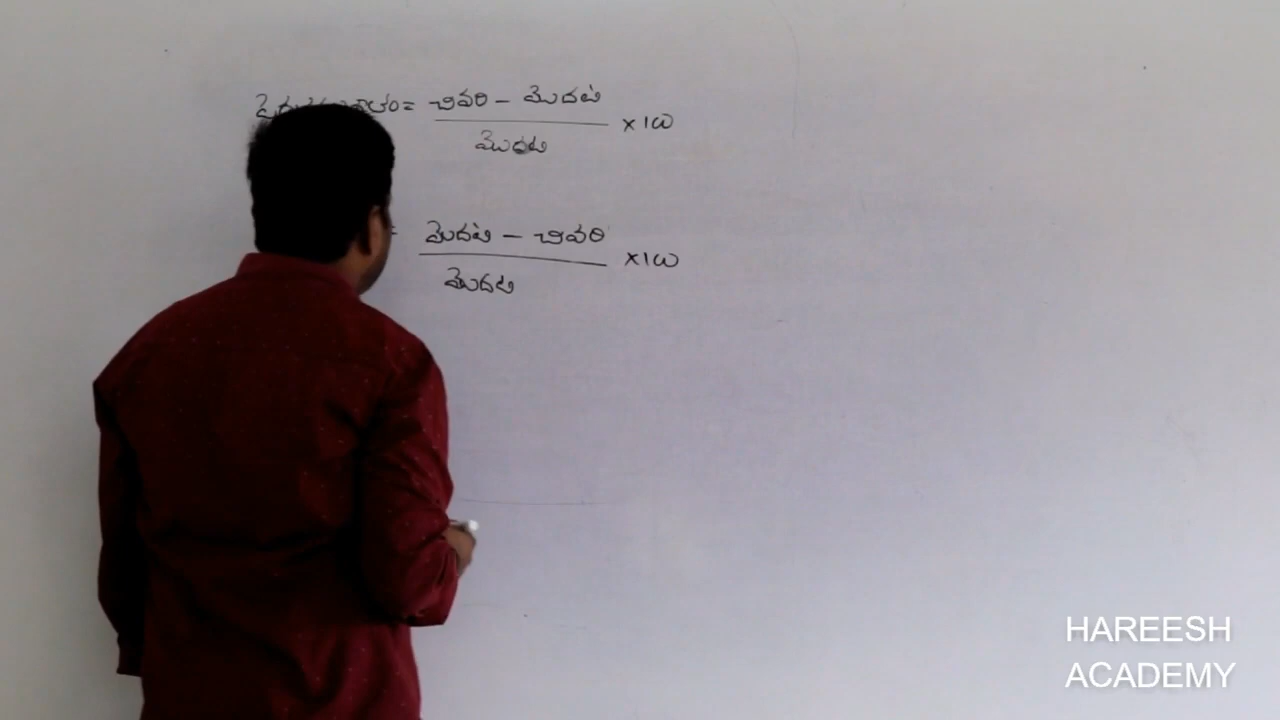 = చివరి - మొదటి
మొదటి
×100
= మొదటి - చివరి
మొదటి
×100
HAREESH
ACADEMY